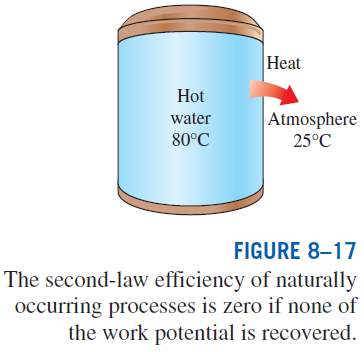 Heat
Hot
water
80°C
Atmosphere
25°C
FIGURE 8–17
The second-law efficiency of naturally
occurring processes is zero if none of
the work potential is recovered.